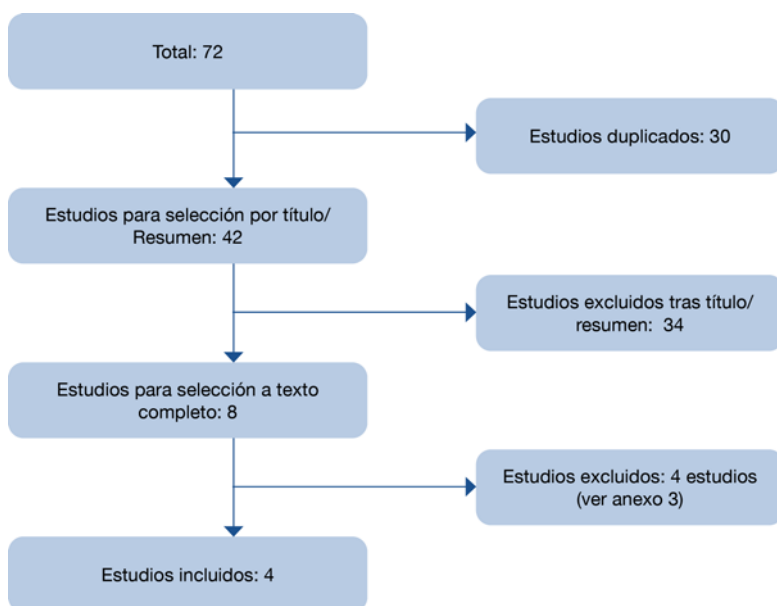 Total: 72
Estudios duplicados: 30
Estudios para selección por título/
Resumen: 42
Estudios excluidos tras título/
resumen: 34
Estudios para selección a texto
completo: 8
Estudios excluidos: 4 estudios
(ver anexo 3)
Estudios incluidos: 4